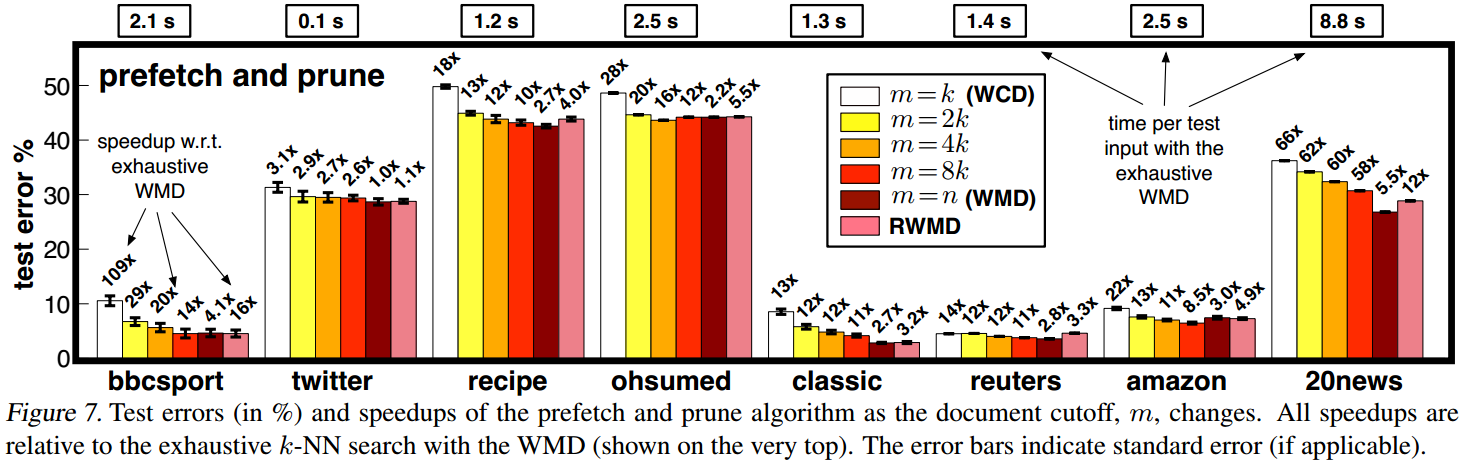 2.1 s 0.1 s 1.2 s 2.5 s 1.3 s 1.4 s 2.5 s 8.8 s
prefetch and prune
test error %
50
40
30
20
10
0
speedup w.r.t.
exhaustive
WMD
109x 29x 20x 14x 4.1x 16x
3.1x 2.9x 2.7x 2.6x 1.0x 1.1x
18x 13x 12x 10x 2.7x 4.0x
28x 20x 16x 12x 2.2x 5.5x
13x 12x 12x 11x 2.7x 3.2x
14x 12x 12x 11x 2.8x 3.3x
22x 13x 11x 8.5x 3.0x 4.9x
66x 62x 60x 58x 5.5x 12x
m=k (WCD)
m=2k
m=4k
m=8k
m=n (WMD)
RWMD
time per test
input with the
exhaustive
WMD
bbcsport twitter recipe ohsumed classic reuters amazon 20news
Figure 7. Test errors (in %) and speedups of the prefetch and prune algorithm as the document cutoff, m, changes. All speedups are
relative to the exhaustive k-NN search with the WMD (shown on the very top). The error bars indicate standard error (if applicable).